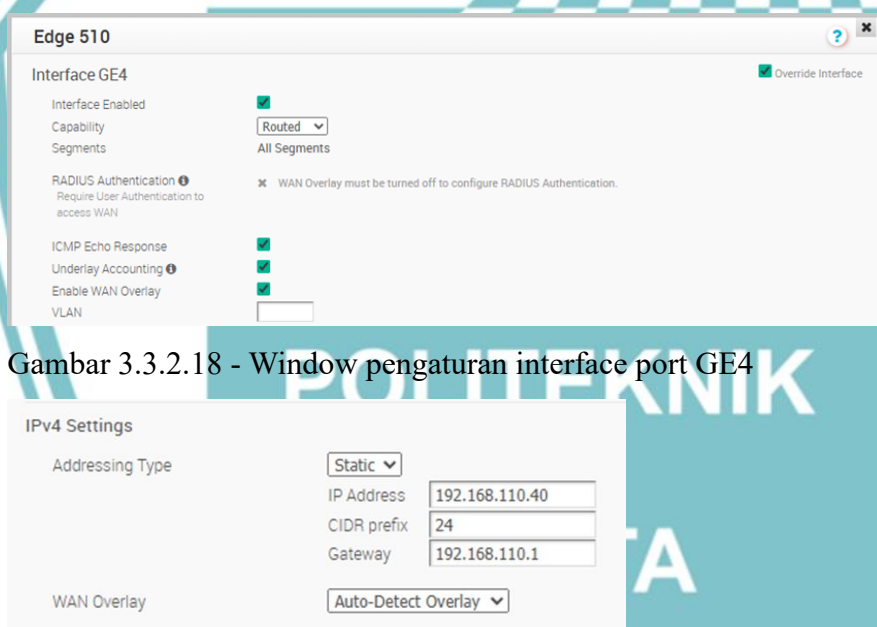 Edge 510
?
Interface GE4
Override Interface
Interface Enabled
Capability Routed
Segments All Segments
RADIUS Authentication
Require User Authentication to
access WAN
WAN Overlay must be turned off to configure RADIUS Authentication.
ICMP Echo Response
Underlay Accounting
Enable WAN Overlay
VLAN
Gambar 3.3.2.18 - Window pengaturan interface port GE4
POLITEKNIK
IPv4 Settings
Addressing Type Static
IP Address 192.168.110.40
CIDR prefix 24
Gateway 192.168.110.1
TA
WAN Overlay Auto-Detect Overlay